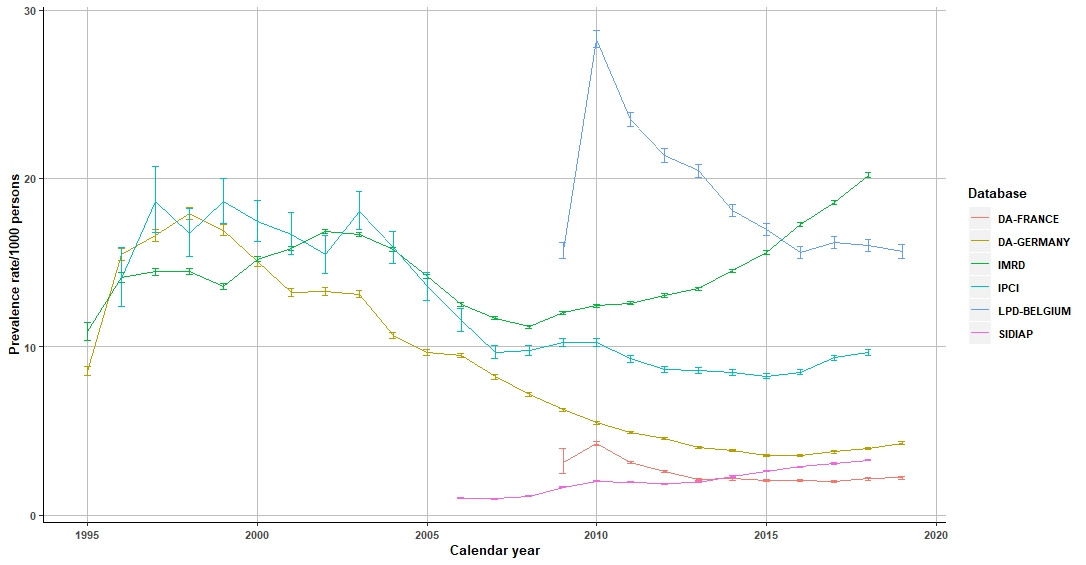 Prevalence rate/1000 persons
30
20
10
0
1995
2000
2005
2010
2015
2020
Calendar year
Database
DA-FRANCE
DA-GERMANY
IMRD
IPCI
LPD-BELGIUM
SIDIAP